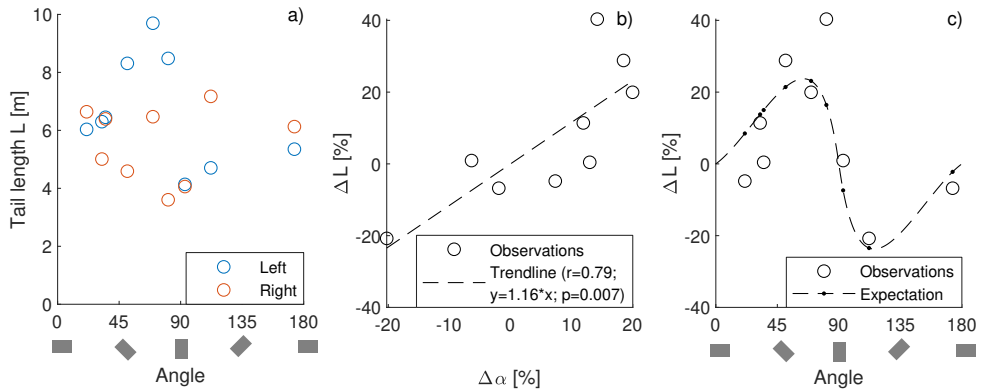 a)
Tail length L [m]
10
8
6
4
2
0
Left
Right
0 45 90 135 180
Angle
b)
ΔL [%]
40
20
0
-20
-40
Observations
Trendline (r=0.79;
y=1.16*x; p=0.007)
-20 0 20
Δα [%]
c)
ΔL [%]
40
20
0
-20
-40
Observations
Expectation
0 45 90 135 180
Angle